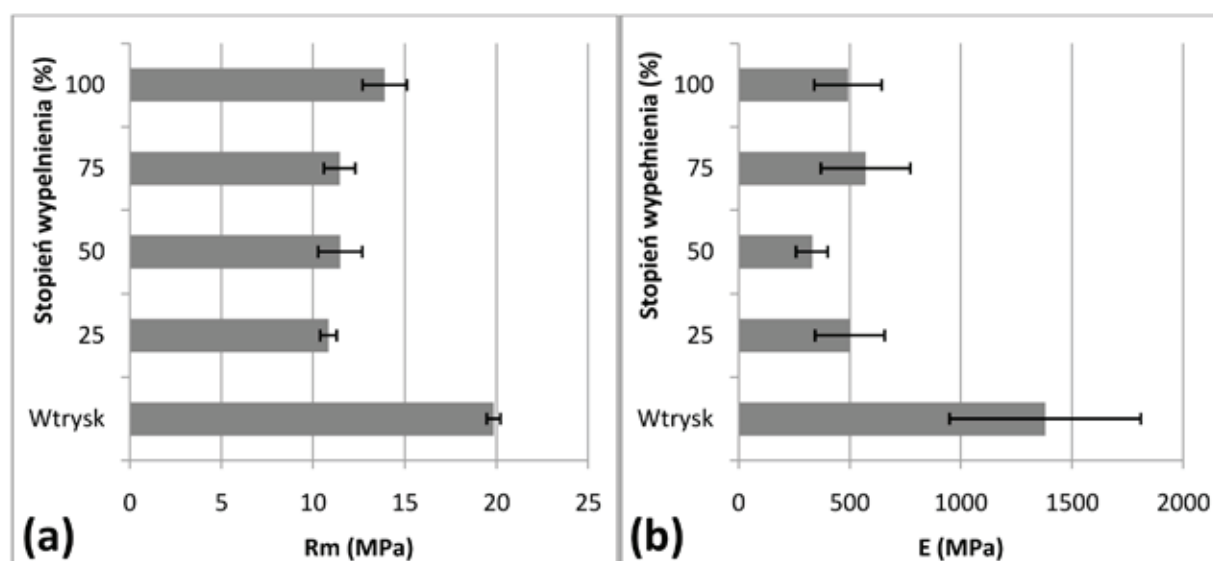 Stopień wypełnienia (%)
100
75
50
25
Wtrysk
0 5 10 15 20 25
(a) Rm (MPa)
Stopień wypełnienia (%)
100
75
50
25
Wtrysk
0 500 1000 1500 2000
(b) E (MPa)